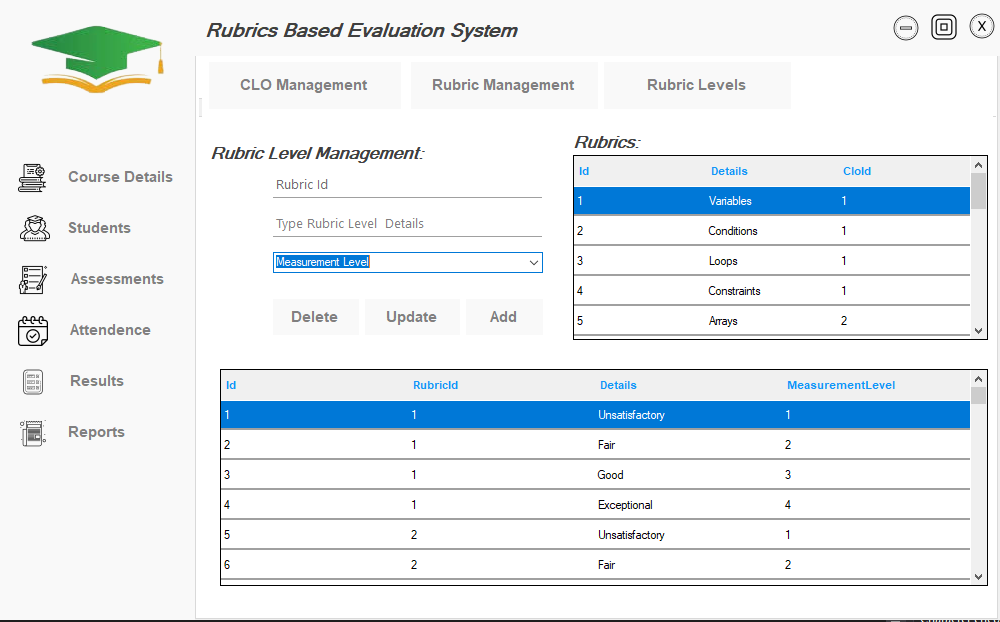 Rubrics Based Evaluation System
X
CLO Management Rubric Management Rubric Levels
Course Details
Students
Assessments
Attendence
Results
Reports
Rubric Level Management:
Rubric Id
Type Rubric Level Details
Measurement Level
Delete Update Add
Rubrics:
Id Details CloId
1 Variables 1
2 Conditions 1
3 Loops 1
4 Constraints 1
5 Arrays 2
Id RubricId Details MeasurementLevel
1 1 Unsatisfactory 1
2 1 Fair 2
3 1 Good 3
4 1 Exceptional 4
5 2 Unsatisfactory 1
6 2 Fair 2